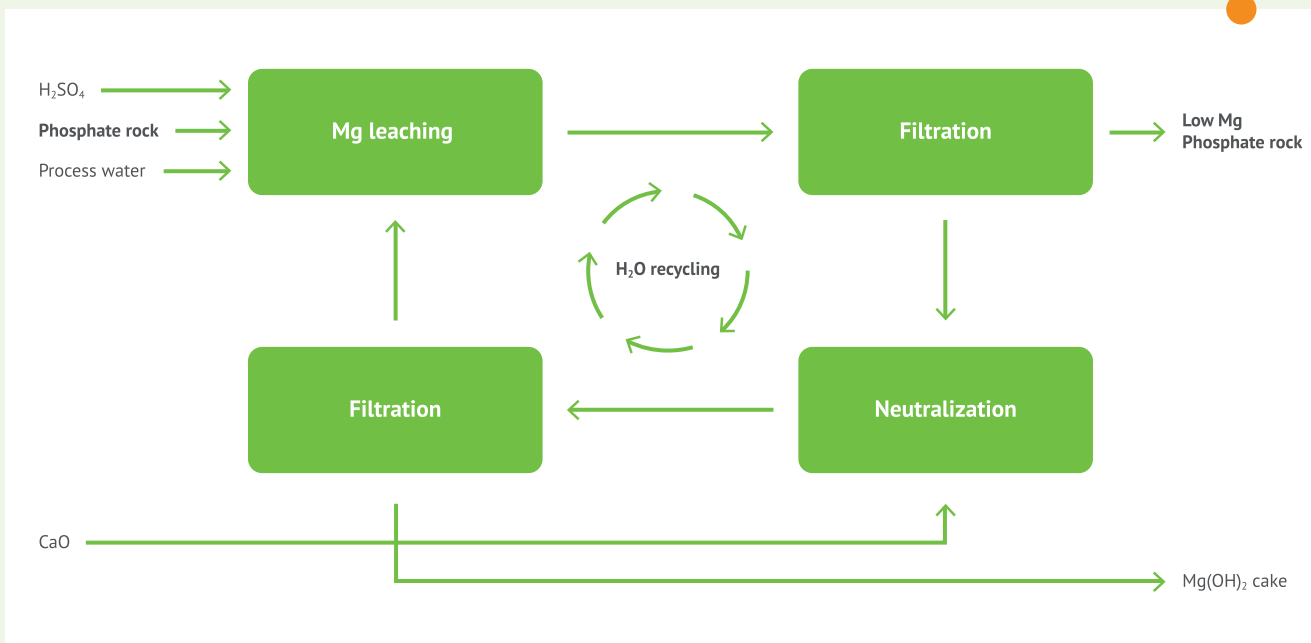 H₂SO₄
Phosphate rock
Process water
Mg leaching
Filtration
Low Mg
Phosphate rock
H₂O recycling
Filtration
Neutralization
CaO
Mg(OH)₂ cake